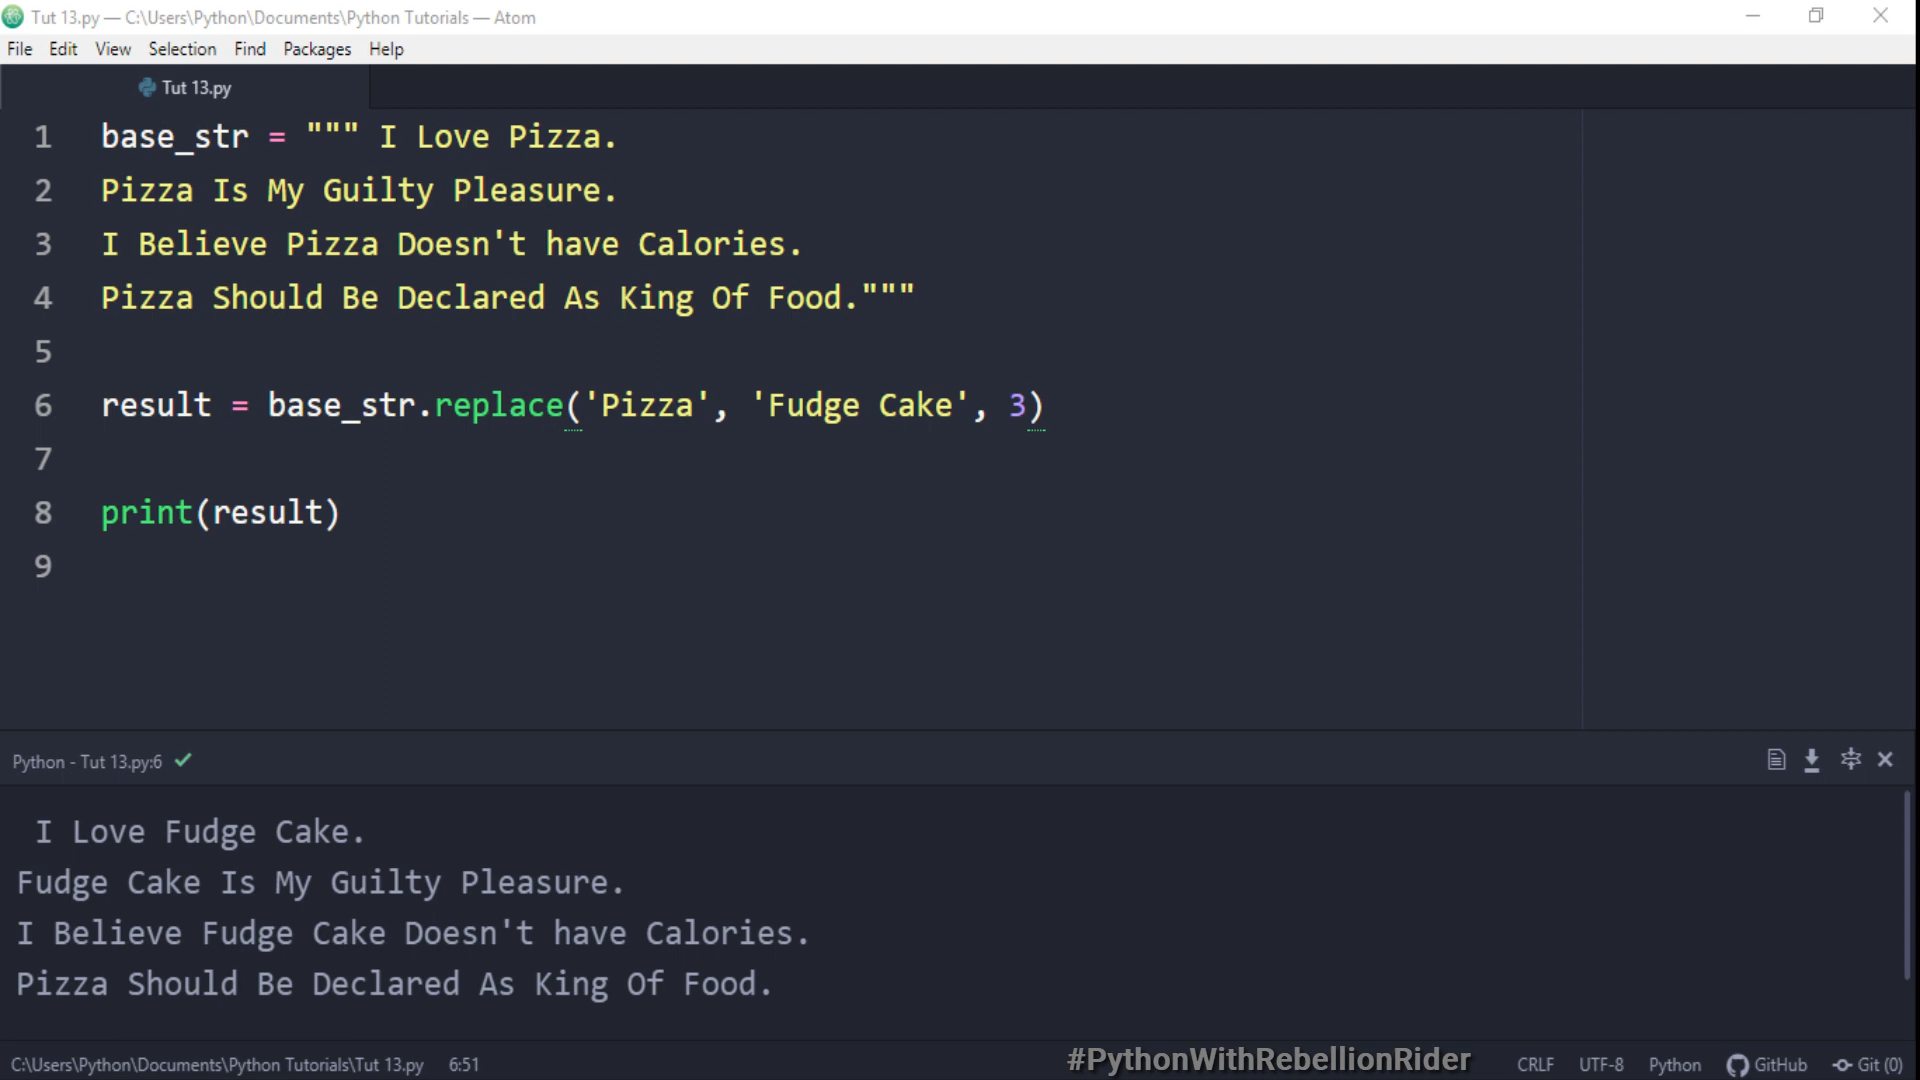 Tut 13.py — C:\Users\Python\Documents\Python Tutorials — Atom
File Edit View Selection Find Packages Help
Tut 13.py
1 base_str = """ I Love Pizza.
2 Pizza Is My Guilty Pleasure.
3 I Believe Pizza Doesn't have Calories.
4 Pizza Should Be Declared As King Of Food."""
5
6 result = base_str.replace('Pizza', 'Fudge Cake', 3)
7
8 print(result)
9
Python - Tut 13.py:6
I Love Fudge Cake.
Fudge Cake Is My Guilty Pleasure.
I Believe Fudge Cake Doesn't have Calories.
Pizza Should Be Declared As King Of Food.
C:\Users\Python\Documents\Python Tutorials\Tut 13.py 6:51 #PythonWithRebellionRider CRLF UTF-8 Python GitHub Git (0)